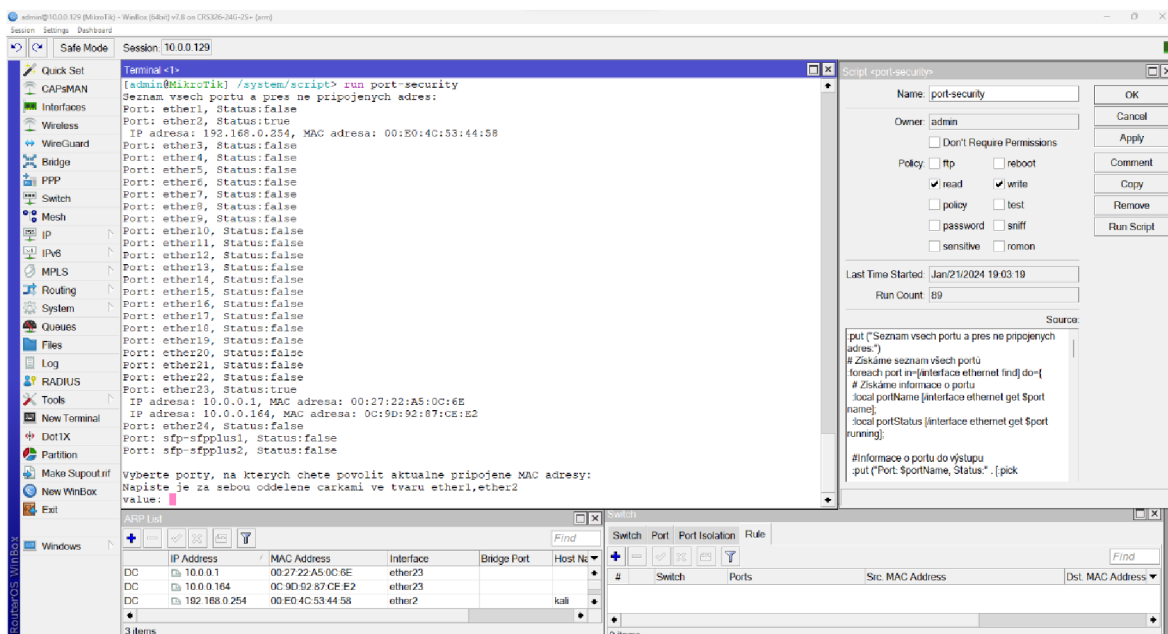 admin@10.0.0.129 (MikroTik) - WinBox (64bit) v7.8 on CRS326-24G-2S+ (arm)
Session Settings Dashboard
Safe Mode Session: 10.0.0.129
Quick Set
CAPsMAN
Interfaces
Wireless
WireGuard
Bridge
PPP
Switch
Mesh
IP
IPv6
MPLS
Routing
System
Queues
Files
Log
RADIUS
Tools
New Terminal
Dot1X
Partition
Make Supout.rif
New WinBox
Exit
Windows
RouterOS WinBox
Terminal <1>
[admin@MikroTik] /system/script> run port-security
Seznam vsech portu a pres ne pripojenych adres:
Port: ether1, Status:false
Port: ether2, Status:true
IP adresa: 192.168.0.254, MAC adresa: 00:E0:4C:53:44:58
Port: ether3, Status:false
Port: ether4, Status:false
Port: ether5, Status:false
Port: ether6, Status:false
Port: ether7, Status:false
Port: ether8, Status:false
Port: ether9, Status:false
Port: ether10, Status:false
Port: ether11, Status:false
Port: ether12, Status:false
Port: ether13, Status:false
Port: ether14, Status:false
Port: ether15, Status:false
Port: ether16, Status:false
Port: ether17, Status:false
Port: ether18, Status:false
Port: ether19, Status:false
Port: ether20, Status:false
Port: ether21, Status:false
Port: ether22, Status:false
Port: ether23, Status:true
IP adresa: 10.0.0.1, MAC adresa: 00:27:22:A5:0C:6E
IP adresa: 10.0.0.164, MAC adresa: 0C:9D:92:87:CE:E2
Port: ether24, Status:false
Port: sfp-sfpplus1, Status:false
Port: sfp-sfpplus2, Status:false
Vyberte porty, na kterych chete povolit aktualne pripojene MAC adresy:
Napiste je za sebou oddelene carkami ve tvaru ether1,ether2
value:
Script <port-security>
Name: port-security
Owner: admin
Don't Require Permissions
Policy: ftp reboot
read write
policy test
password sniff
sensitive romon
Last Time Started: Jan/21/2024 19:03:19
Run Count: 89
Source:
:put ("Seznam vsech portu a pres ne pripojenych
adres:")
# Získáme seznam všech portů
:foreach port in=[/interface ethernet find] do={
# Získáme informace o portu
:local portName [/interface ethernet get $port
name];
:local portStatus [/interface ethernet get $port
running];
#Informace o portu do výstupu
:put ("Port: $portName, Status:" . [:pick
OK
Cancel
Apply
Comment
Copy
Remove
Run Script
ARP List
Find
IP Address MAC Address Interface Bridge Port Host Na
DC 10.0.0.1 00:27:22:A5:0C:6E ether23
DC 10.0.0.164 0C:9D:92:87:CE:E2 ether23
DC 192.168.0.254 00:E0:4C:53:44:58 ether2 kali
3 items
Switch
Switch Port Port Isolation Rule
Find
# Switch Ports Src. MAC Address Dst. MAC Address